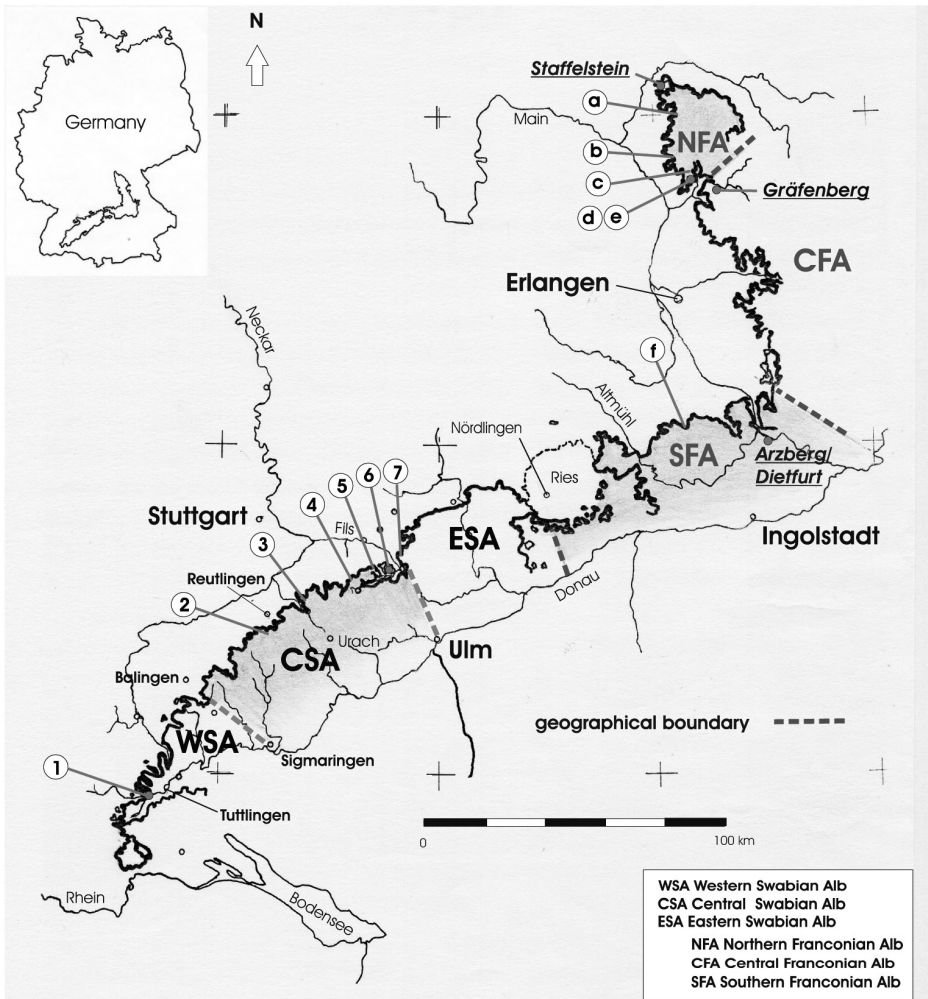 N
Germany
Staffelstein
a
Main
NFA
b
c
d
e
Gräfenberg
CFA
Erlangen
Neckar
f
Altmühl
Nördlingen
SFA
Ries
Arzberg/
Dietfurt
7
6
5
4
Stuttgart
Fils
ESA
Ingolstadt
3
Donau
Reutlingen
2
Urach
Ulm
CSA
Balingen
geographical boundary
WSA
Sigmaringen
1
Tuttlingen
0
100 km
Rhein
Bodensee
WSA Western Swabian Alb
CSA Central Swabian Alb
ESA Eastern Swabian Alb
NFA Northern Franconian Alb
CFA Central Franconian Alb
SFA Southern Franconian Alb